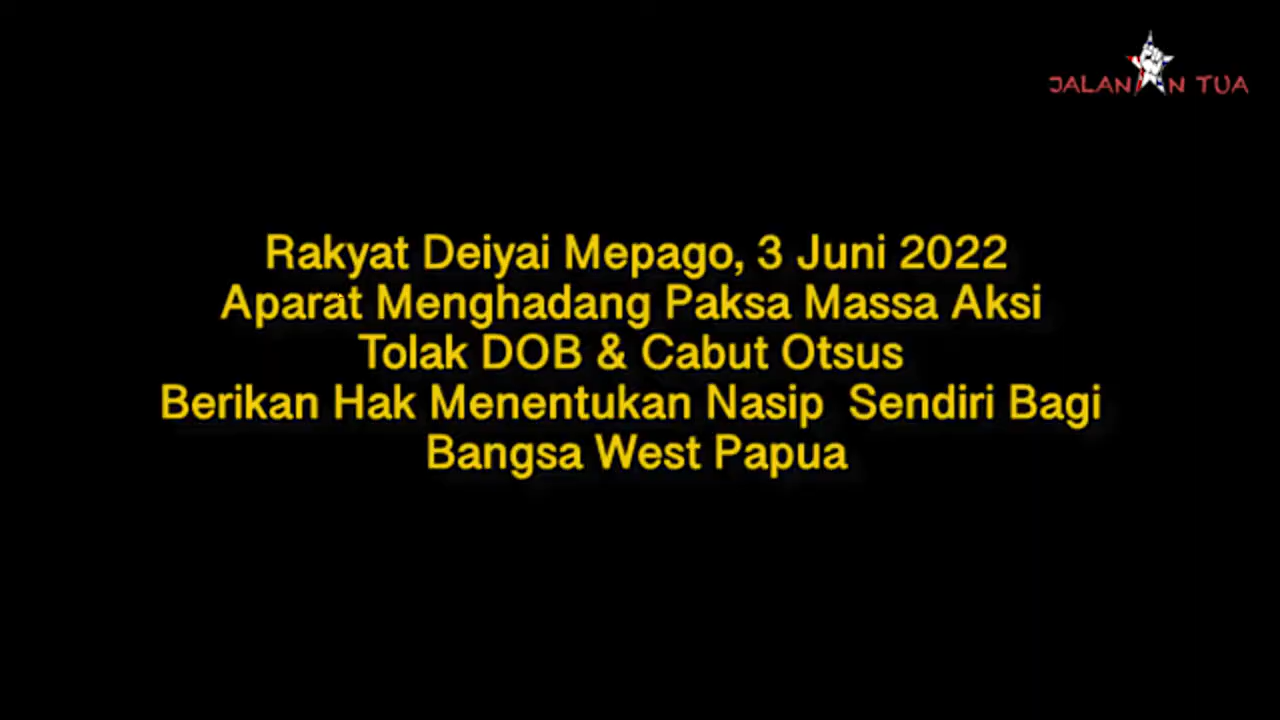 JALANAN TUA
Rakyat Deiyai Mepago, 3 Juni 2022
Aparat Menghadang Paksa Massa Aksi
Tolak DOB & Cabut Otsus
Berikan Hak Menentukan Nasip  Sendiri Bagi
Bangsa West Papua